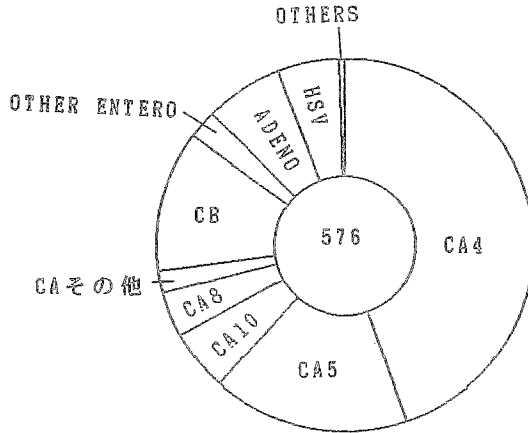 OTHERS
OTHER ENTERO
ADENO
HSV
CB
576
CA4
CAその他
CA8
CA10
CA5